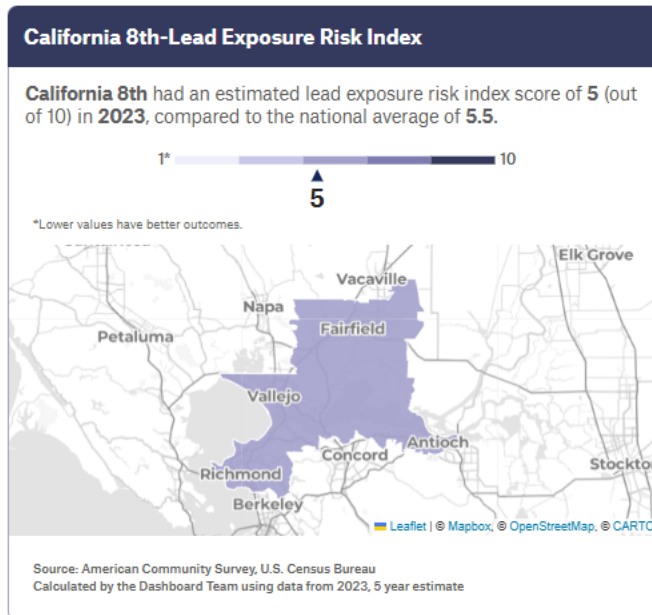 California 8th-Lead Exposure Risk Index
California 8th had an estimated lead exposure risk index score of 5 (out
of 10) in 2023, compared to the national average of 5.5.
1*
10
5
*Lower values have better outcomes.
Elk Grove
Vacaville
Napa
Fairfield
Petaluma
Vallejo
Antioch
Concord
Stockto
Richmond
Berkeley
Leaflet | © Mapbox, © OpenStreetMap, © CARTO
Source: American Community Survey, U.S. Census Bureau
Calculated by the Dashboard Team using data from 2023, 5 year estimate